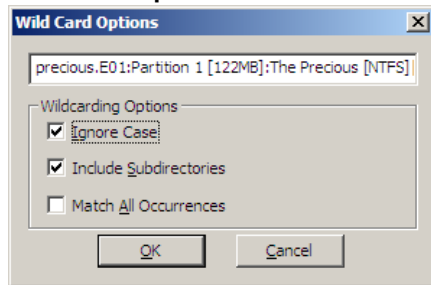 Wild Card Options
precious.E01:Partition 1 [122MB]:The Precious [NTFS]
Wildcarding Options
Ignore Case
Include Subdirectories
Match All Occurrences
OK Cancel